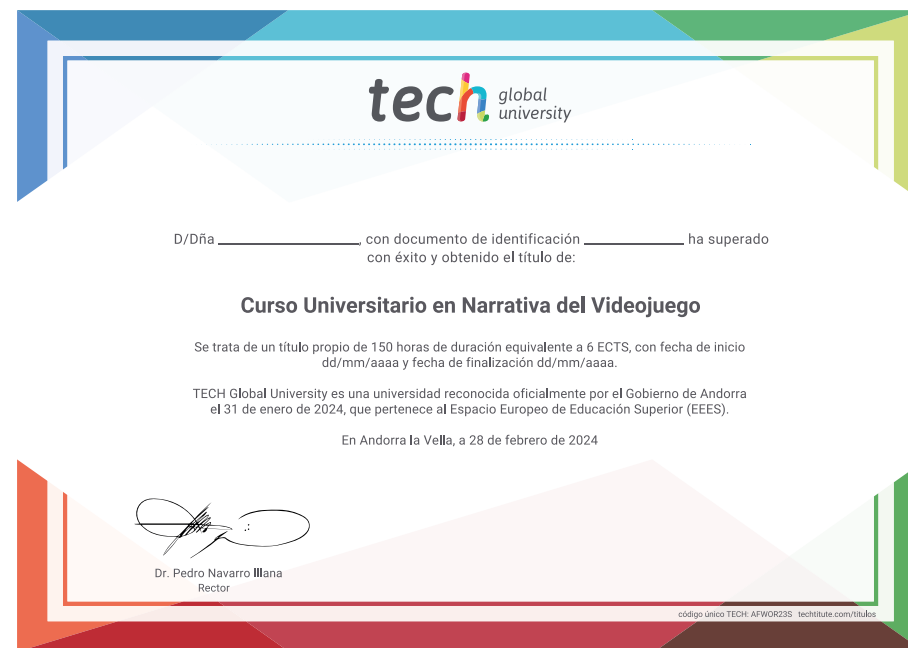 tech global university
D/Dña ____________________, con documento de identificación ______________ ha superado
con éxito y obtenido el título de:
Curso Universitario en Narrativa del Videojuego
Se trata de un título propio de 150 horas de duración equivalente a 6 ECTS, con fecha de inicio
dd/mm/aaaa y fecha de finalización dd/mm/aaaa.
TECH Global University es una universidad reconocida oficialmente por el Gobierno de Andorra
el 31 de enero de 2024, que pertenece al Espacio Europeo de Educación Superior (EEES).
En Andorra la Vella, a 28 de febrero de 2024
Dr. Pedro Navarro Illana
Rector
código único TECH: AFWOR23S techtitute.com/titulos